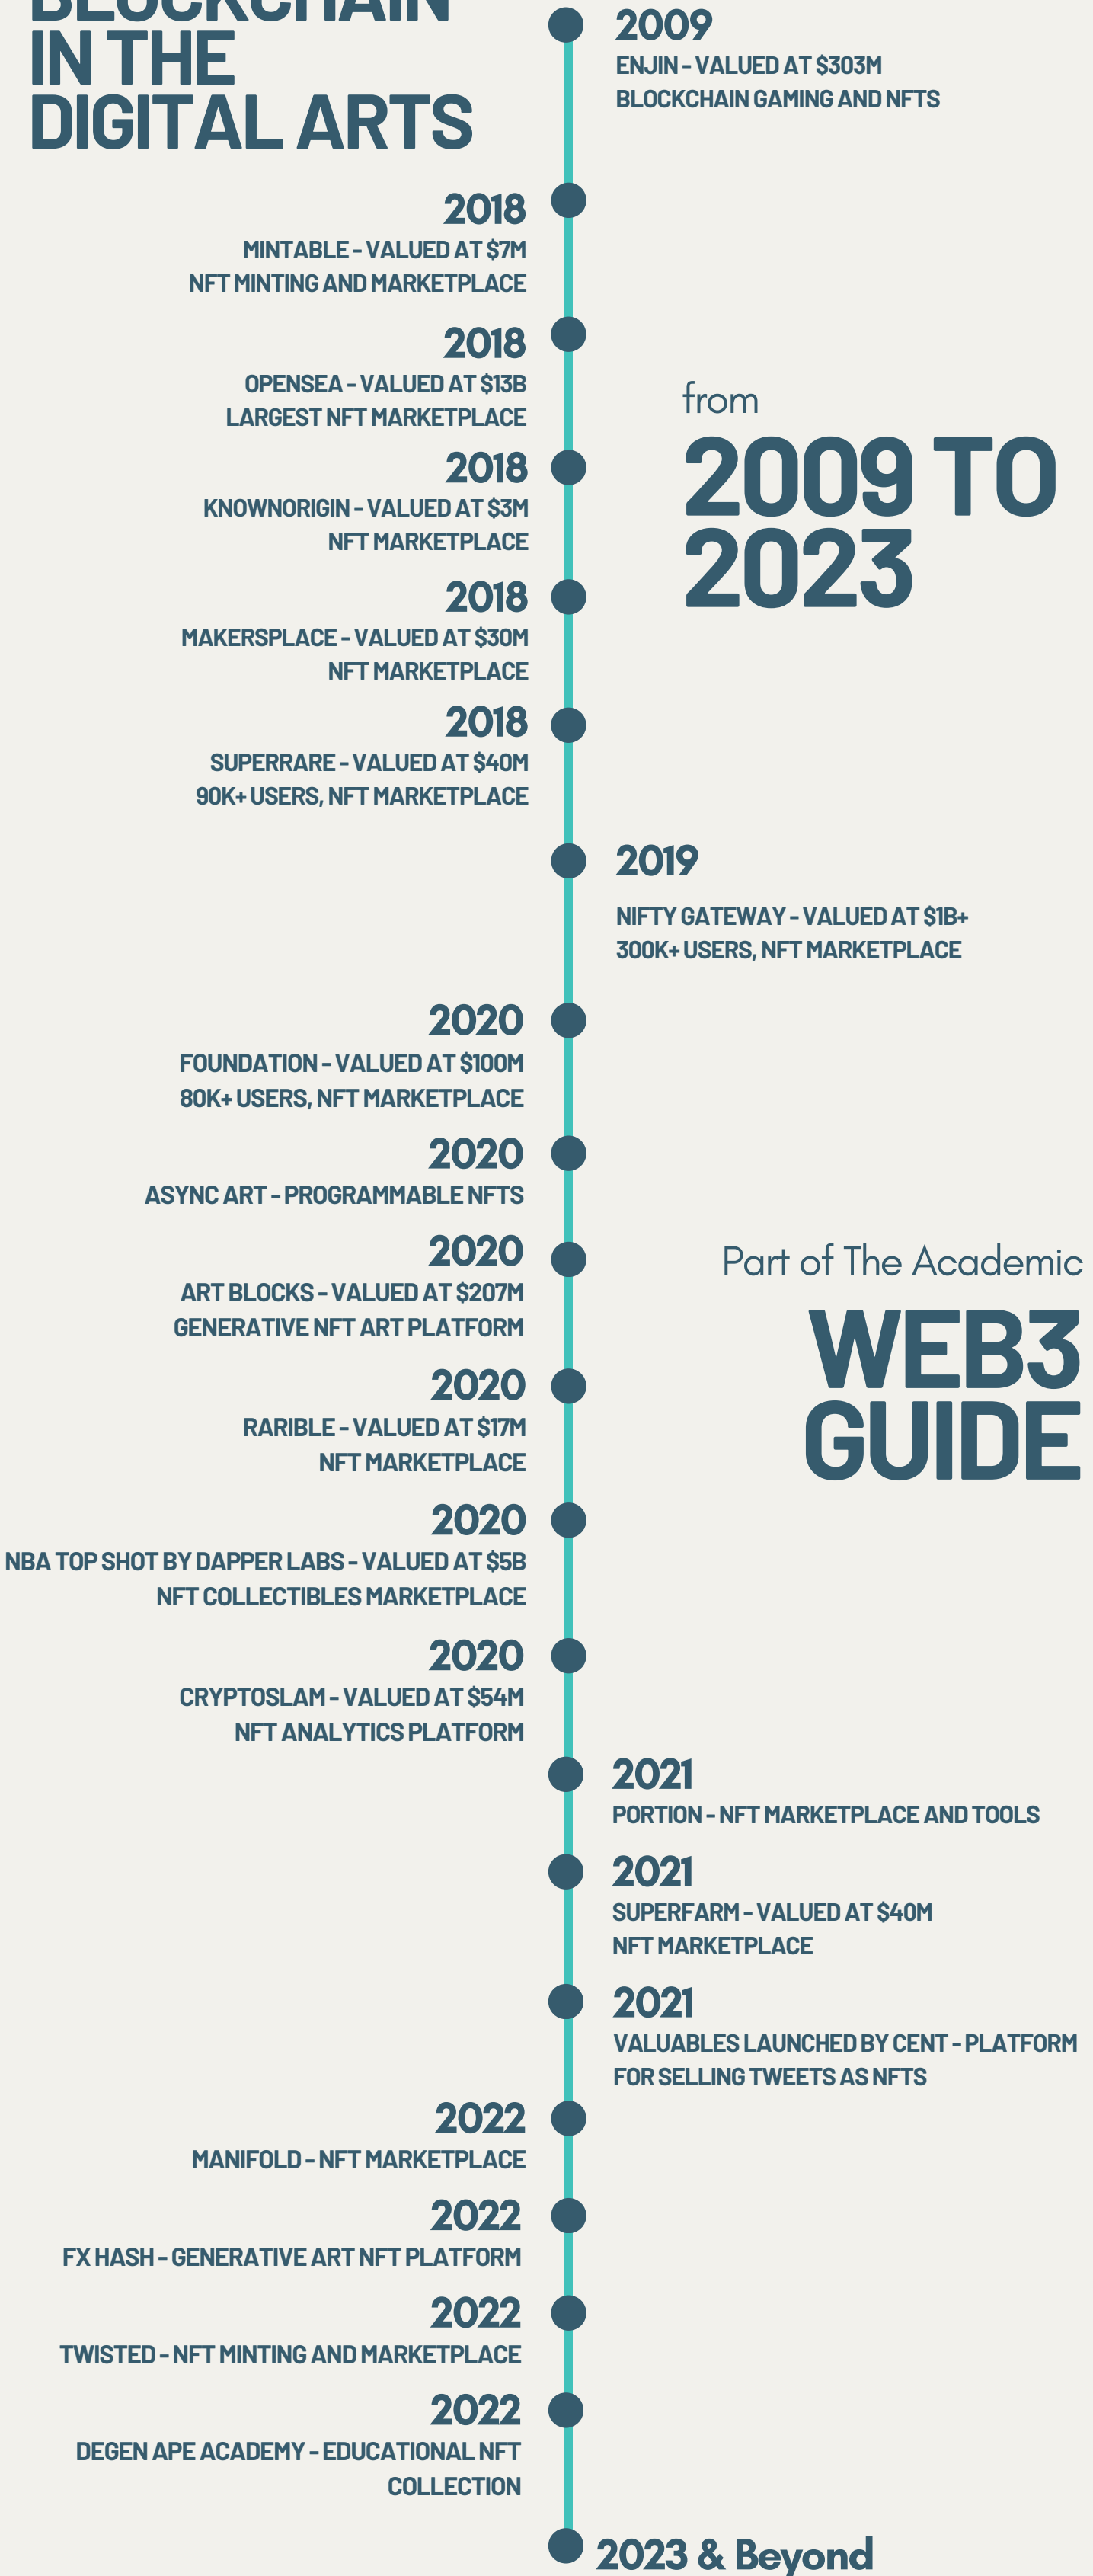 BLOCKCHAIN
IN THE
DIGITAL ARTS
2009
ENJIN - VALUED AT $303M
BLOCKCHAIN GAMING AND NFTS
2018
MINTABLE - VALUED AT $7M
NFT MINTING AND MARKETPLACE
2018
OPENSEA - VALUED AT $13B
LARGEST NFT MARKETPLACE
from
2009 TO
2023
2018
KNOWNORIGIN - VALUED AT $3M
NFT MARKETPLACE
2018
MAKERSPLACE - VALUED AT $30M
NFT MARKETPLACE
2018
SUPERRARE - VALUED AT $40M
90K+ USERS, NFT MARKETPLACE
2019
NIFTY GATEWAY - VALUED AT $1B+
300K+ USERS, NFT MARKETPLACE
2020
FOUNDATION - VALUED AT $100M
80K+ USERS, NFT MARKETPLACE
2020
ASYNC ART - PROGRAMMABLE NFTS
2020
ART BLOCKS - VALUED AT $207M
GENERATIVE NFT ART PLATFORM
Part of The Academic
WEB3
GUIDE
2020
RARIBLE - VALUED AT $17M
NFT MARKETPLACE
2020
NBA TOP SHOT BY DAPPER LABS - VALUED AT $5B
NFT COLLECTIBLES MARKETPLACE
2020
CRYPTOSLAM - VALUED AT $54M
NFT ANALYTICS PLATFORM
2021
PORTION - NFT MARKETPLACE AND TOOLS
2021
SUPERFARM - VALUED AT $40M
NFT MARKETPLACE
2021
VALUABLES LAUNCHED BY CENT - PLATFORM
FOR SELLING TWEETS AS NFTS
2022
MANIFOLD - NFT MARKETPLACE
2022
FX HASH - GENERATIVE ART NFT PLATFORM
2022
TWISTED - NFT MINTING AND MARKETPLACE
2022
DEGEN APE ACADEMY - EDUCATIONAL NFT
COLLECTION
2023 & Beyond